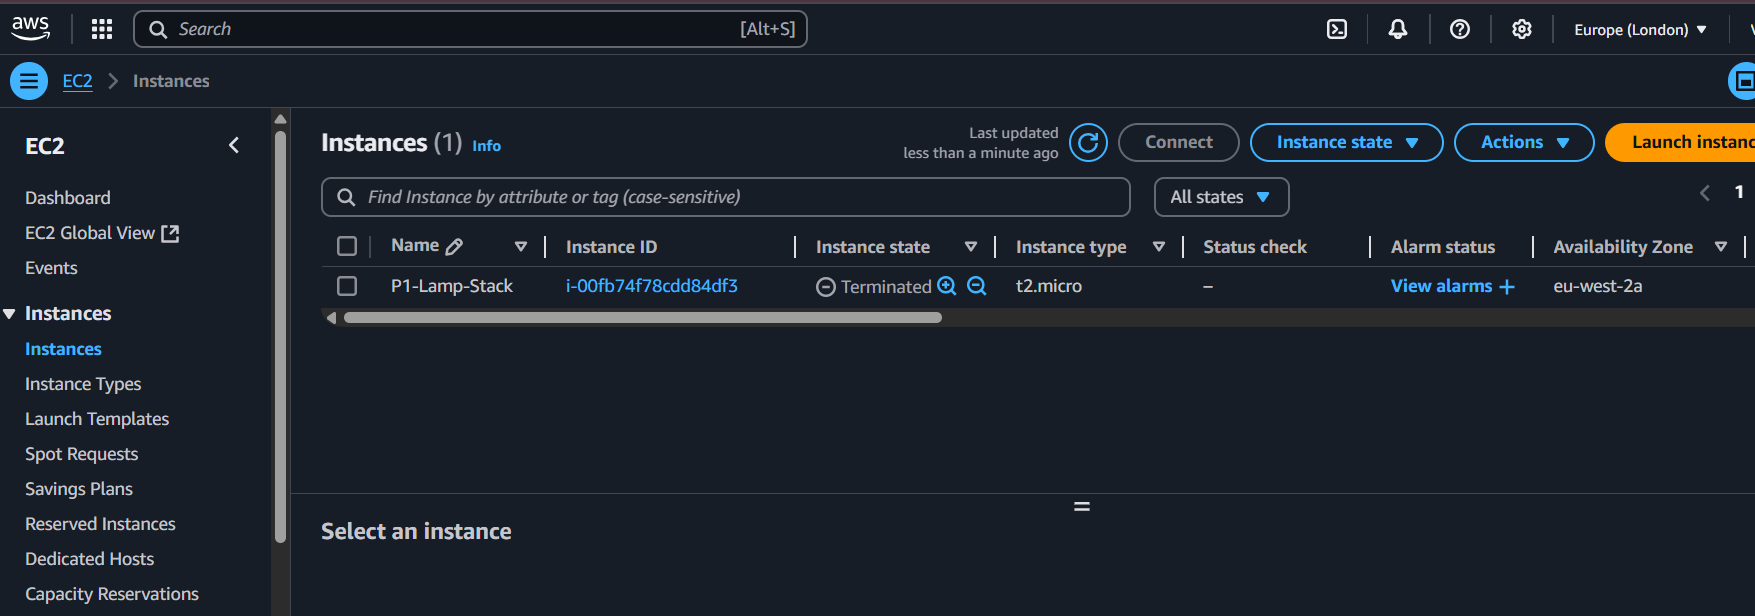 aws
Search [Alt+S]
Europe (London)
EC2 Instances
EC2
Dashboard
EC2 Global View
Events
Instances
Instances
Instance Types
Launch Templates
Spot Requests
Savings Plans
Reserved Instances
Dedicated Hosts
Capacity Reservations
Instances (1) Info
Last updated
less than a minute ago
Connect
Instance state
Actions
Launch instanc
Find Instance by attribute or tag (case-sensitive)
All states
1
Name Instance ID Instance state Instance type Status check Alarm status Availability Zone
P1-Lamp-Stack i-00fb74f78cdd84df3 Terminated t2.micro – View alarms + eu-west-2a
Select an instance